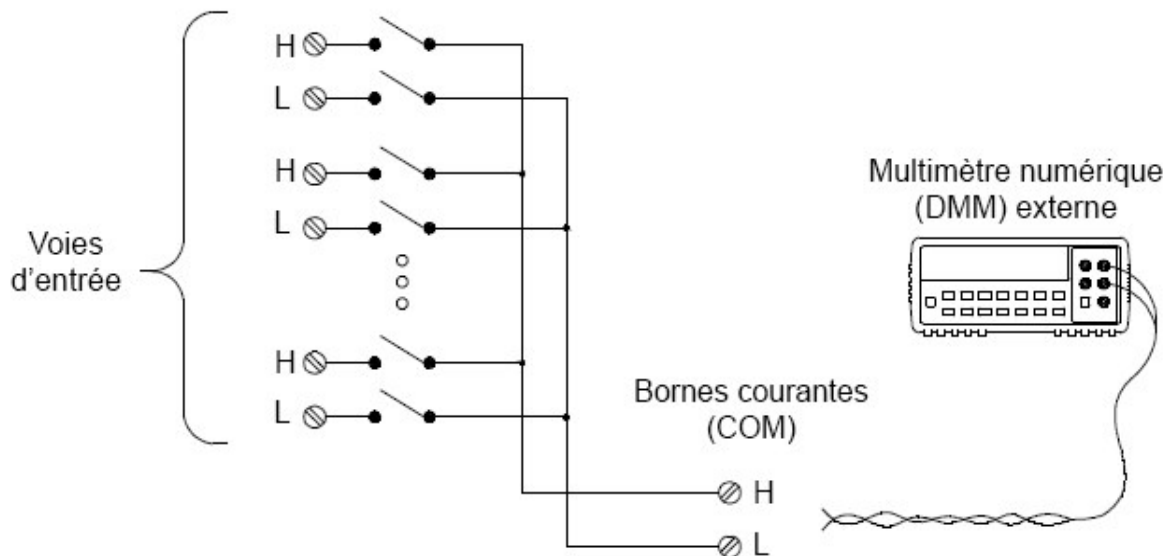 H
L
H
L
Voies
d'entrée
H
L
Multimètre numérique
(DMM) externe
Bornes courantes
(COM)
H
L